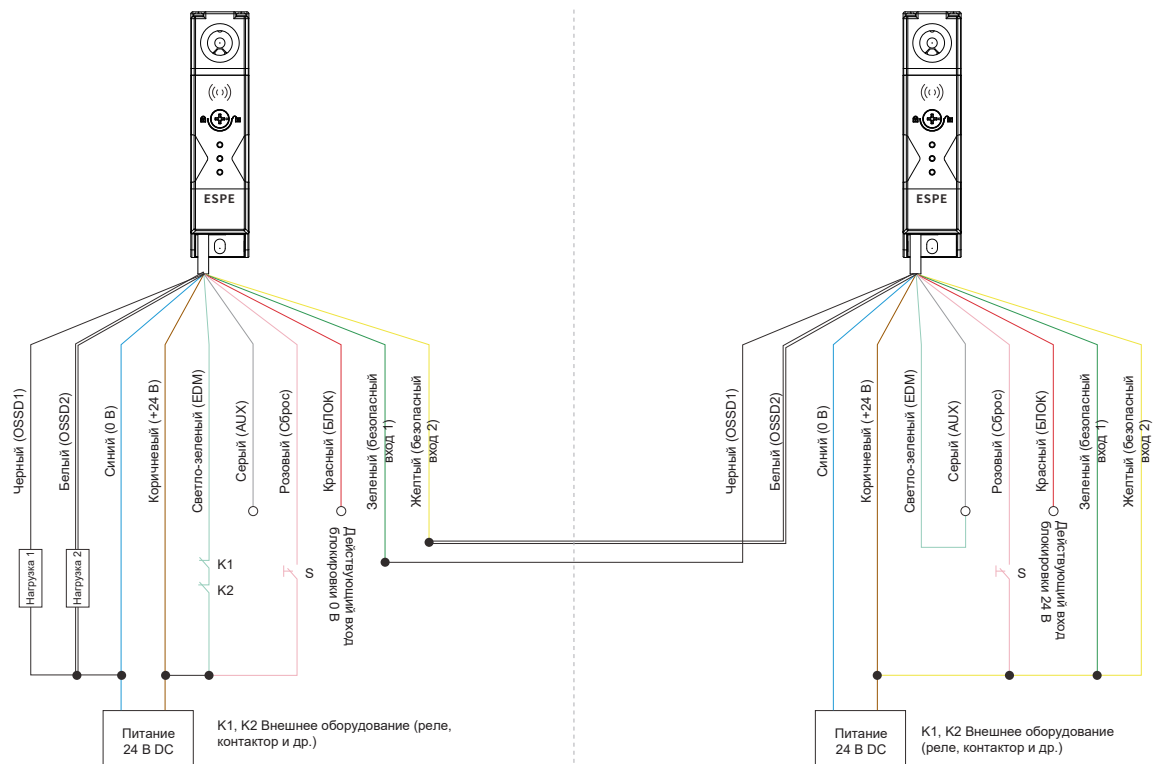 ESPE
Черный (OSSD1)
Белый (OSSD2)
Синий (0 В)
Коричневый (+24 В)
Светло-зеленый (EDM)
Серый (AUX)
Розовый (Сброс)
Красный (БЛОК)
Зеленый (безопасный
вход 1)
Желтый (безопасный
вход 2)
Нагрузка 1
Нагрузка 2
K1
K2
S
Действующий вход
блокировки 0 В
Питание
24 В DC
K1, K2 Внешнее оборудование (реле,
контактор и др.)
ESPE
Черный (OSSD1)
Белый (OSSD2)
Синий (0 В)
Коричневый (+24 В)
Светло-зеленый (EDM)
Серый (AUX)
Розовый (Сброс)
Красный (БЛОК)
Зеленый (безопасный
вход 1)
Желтый (безопасный
вход 2)
S
Действующий вход
блокировки 24 В
Питание
24 В DC
K1, K2 Внешнее оборудование
(реле, контактор и др.)